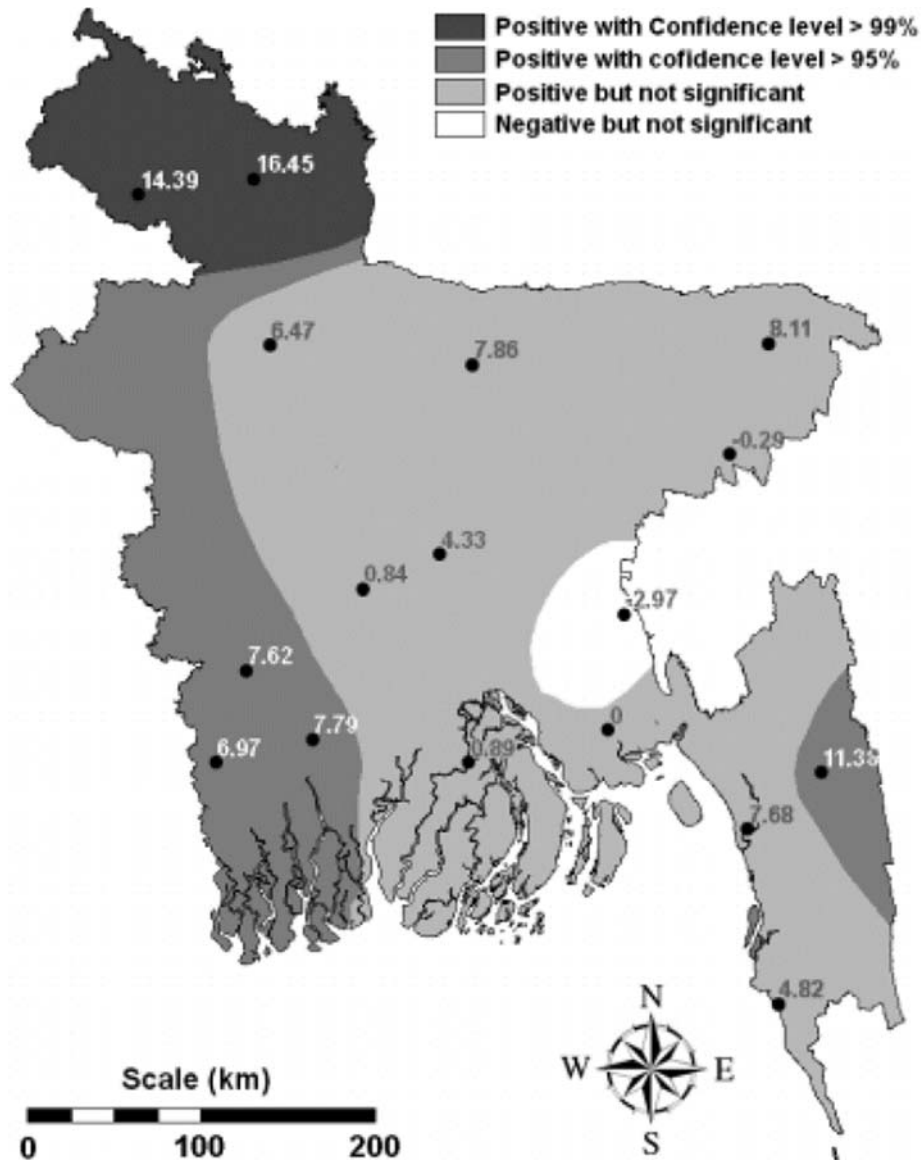 Positive with Confidence level > 99%
Positive with cofidence level > 95%
Positive but not significant
Negative but not significant
14.39
16.45
6.47
7.86
8.11
-0.29
4.33
0.84
-2.97
7.62
7.79
6.97
0
0.89
11.38
7.68
4.82
N
W E
S
Scale (km)
0 100 200